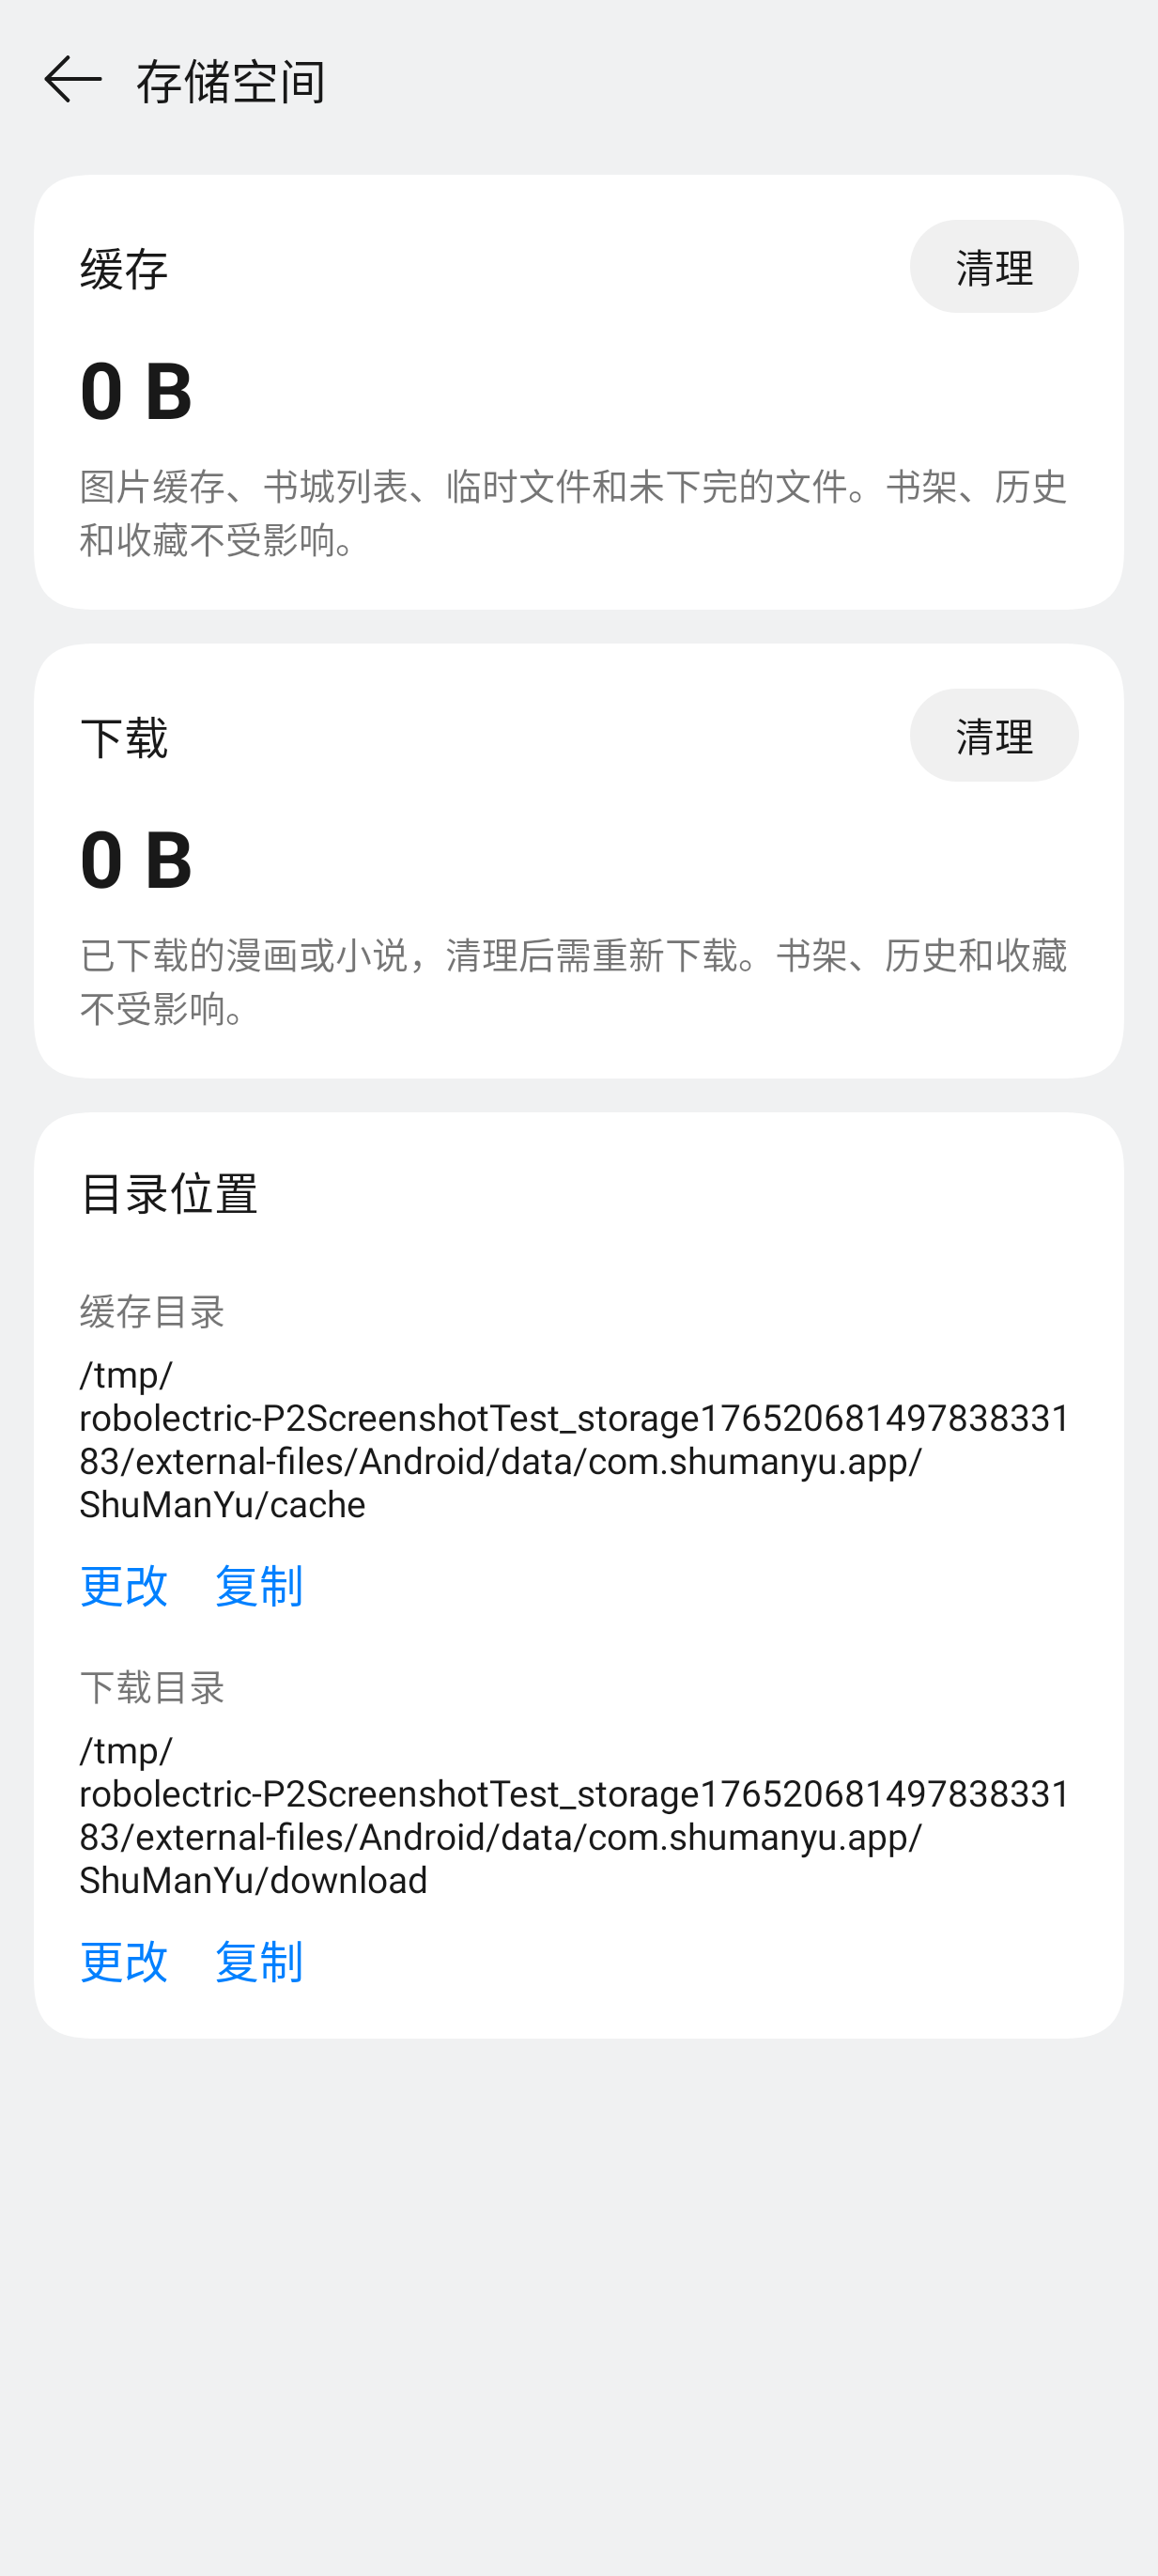 存储空间
缓存
清理
0 B
图片缓存、书城列表、临时文件和未下完的文件。书架、历史
和收藏不受影响。
下载
清理
0 B
已下载的漫画或小说，清理后需重新下载。书架、历史和收藏
不受影响。
目录位置
缓存目录
/tmp/
robolectric-P2ScreenshotTest_storage176520681497838331
83/external-files/Android/data/com.shumanyu.app/
ShuManYu/cache
更改 复制
下载目录
/tmp/
robolectric-P2ScreenshotTest_storage176520681497838331
83/external-files/Android/data/com.shumanyu.app/
ShuManYu/download
更改 复制